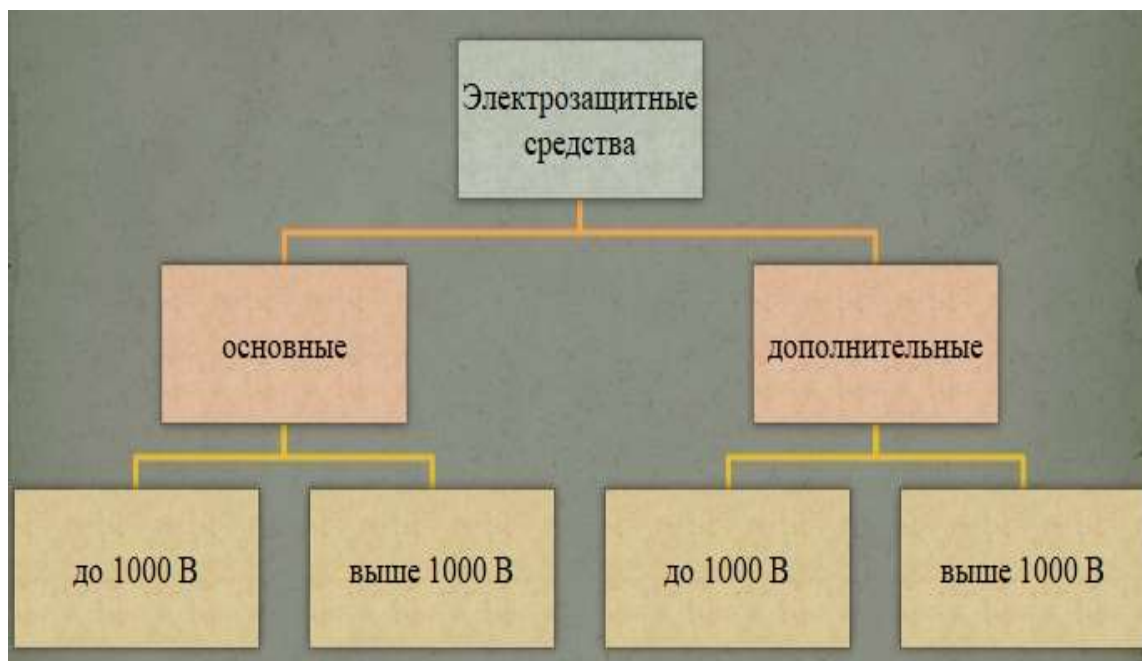 Электрозащитные
средства
основные
дополнительные
до 1000 В
выше 1000 В
до 1000 В
выше 1000 В